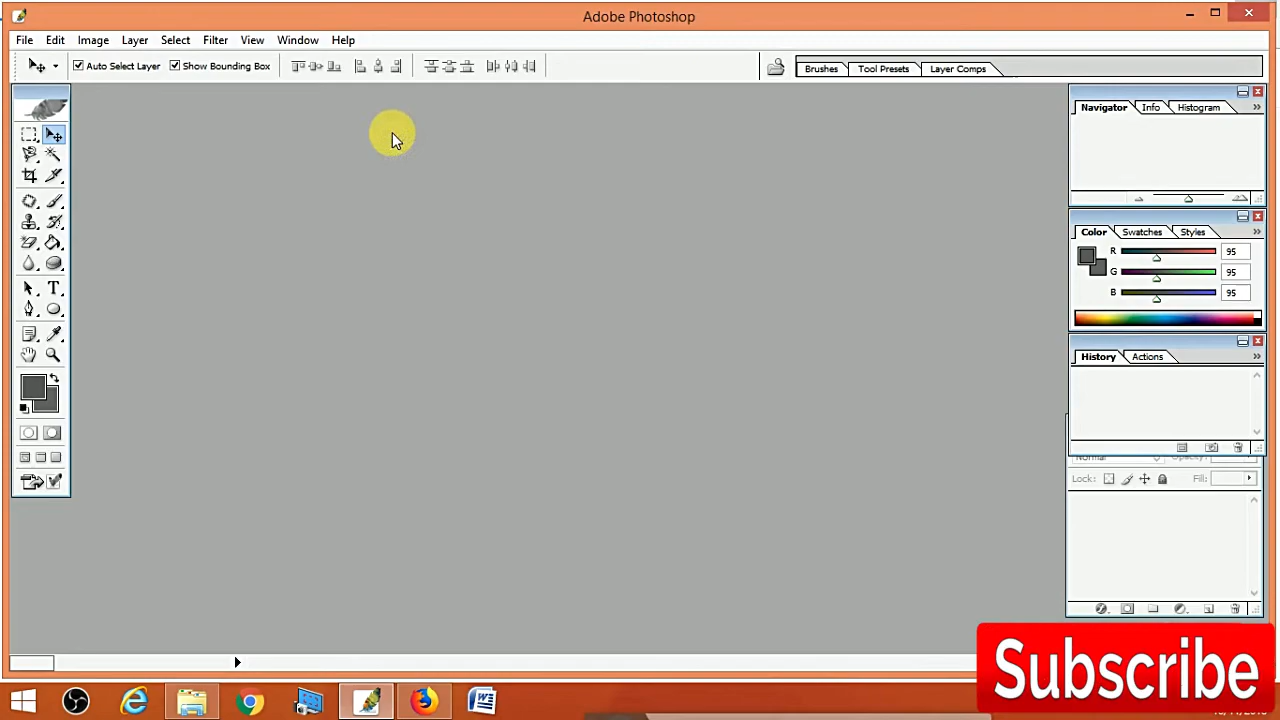 Adobe Photoshop
File Edit Image Layer Select Filter View Window Help
Auto Select Layer Show Bounding Box Brushes Tool Presets Layer Comps
Navigator Info Histogram
Color Swatches Styles
R 95
G 95
B 95
History Actions
Normal Opacity:
Lock: Fill:
Subscribe